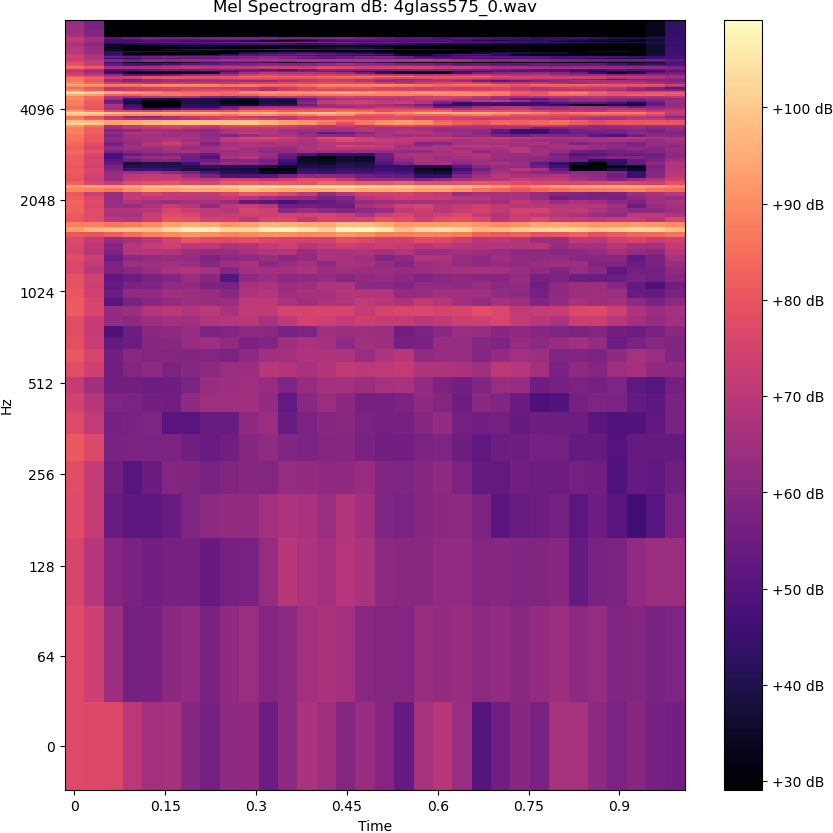 Mel Spectrogram dB: 4glass575_0.wav
4096
2048
1024
512
256
128
64
0
Hz
0 0.15 0.3 0.45 0.6 0.75 0.9
Time
+100 dB
+90 dB
+80 dB
+70 dB
+60 dB
+50 dB
+40 dB
+30 dB